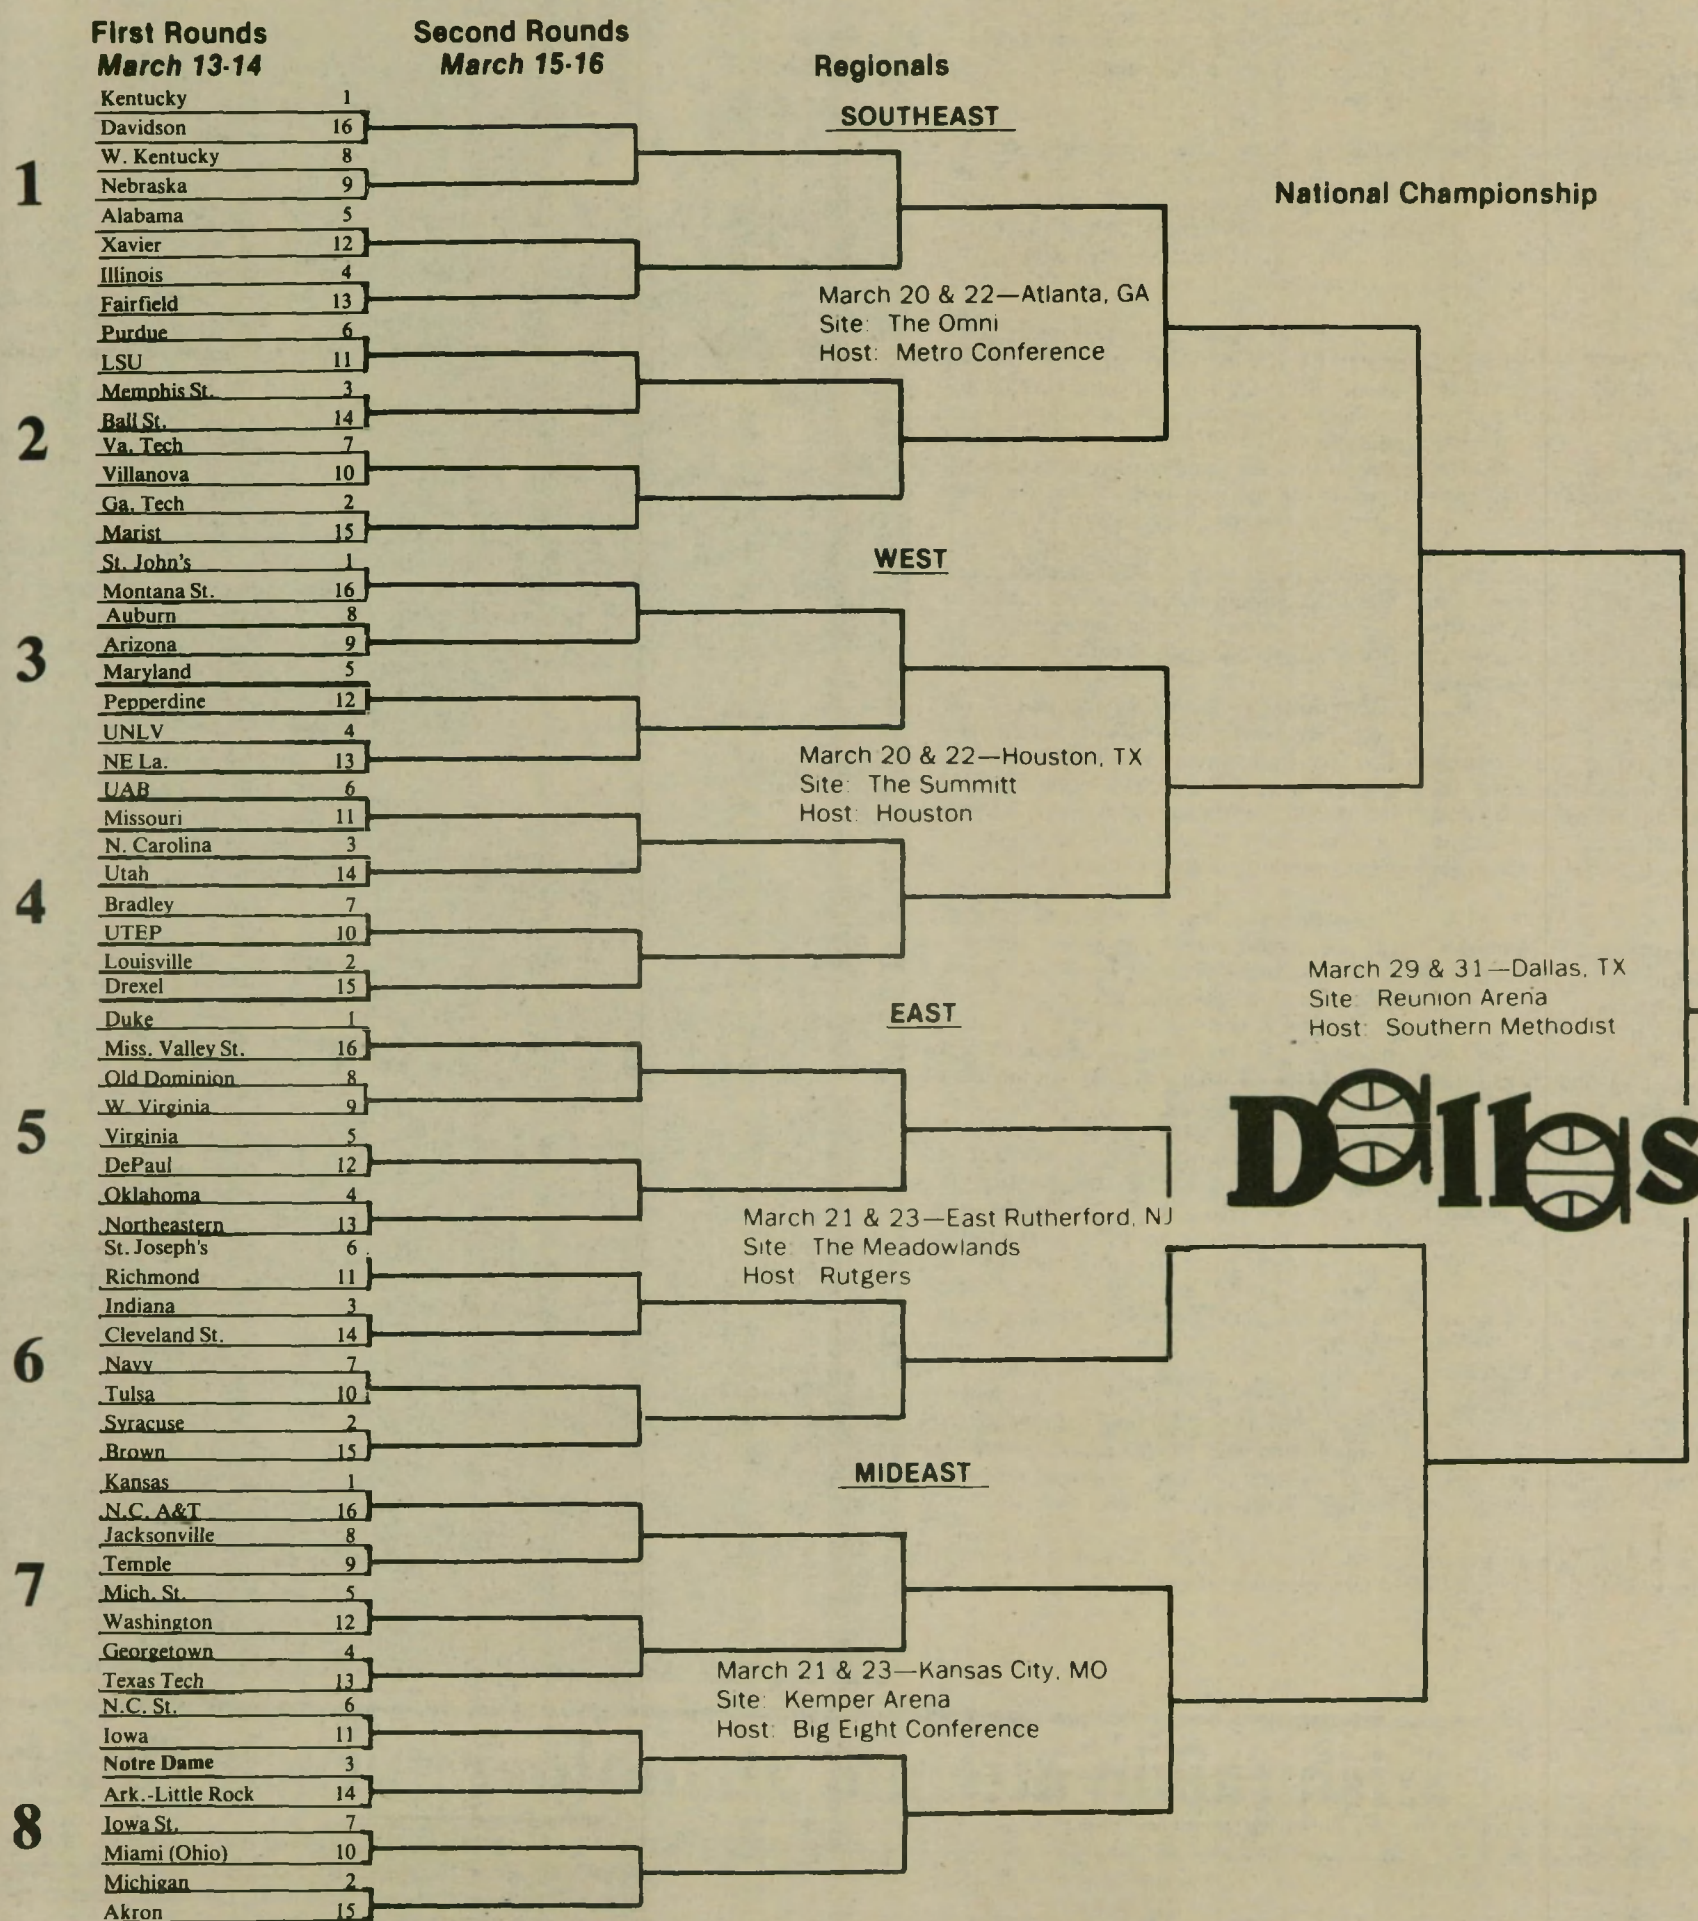 First Rounds
March 13-14
Second Rounds
March 15-16
Regionals
National Championship
1
Kentucky 1
Davidson 16
W. Kentucky 8
Nebraska 9
Alabama 5
Xavier 12
Illinois 4
Fairfield 13
2
Purdue 6
LSU 11
Memphis St. 3
Ball St. 14
Va. Tech 7
Villanova 10
Ga. Tech 2
Marist 15
SOUTHEAST
March 20 & 22—Atlanta, GA
Site: The Omni
Host: Metro Conference
3
St. John's 1
Montana St. 16
Auburn 8
Arizona 9
Maryland 5
Pepperdine 12
UNLV 4
NE La. 13
4
UAB 6
Missouri 11
N. Carolina 3
Utah 14
Bradley 7
UTEP 10
Louisville 2
Drexel 15
WEST
March 20 & 22—Houston, TX
Site: The Summitt
Host: Houston
5
Duke 1
Miss. Valley St. 16
Old Dominion 8
W. Virginia 9
Virginia 5
DePaul 12
Oklahoma 4
Northeastern 13
6
St. Joseph's 6
Richmond 11
Indiana 3
Cleveland St. 14
Navy 7
Tulsa 10
Syracuse 2
Brown 15
EAST
March 21 & 23—East Rutherford, NJ
Site: The Meadowlands
Host: Rutgers
7
Kansas 1
N.C. A&T 16
Jacksonville 8
Temple 9
Mich. St. 5
Washington 12
Georgetown 4
Texas Tech 13
8
N.C. St. 6
Iowa 11
Notre Dame 3
Ark.-Little Rock 14
Iowa St. 7
Miami (Ohio) 10
Michigan 2
Akron 15
MIDEAST
March 21 & 23—Kansas City, MO
Site: Kemper Arena
Host: Big Eight Conference
March 29 & 31—Dallas, TX
Site: Reunion Arena
Host: Southern Methodist
Dallas